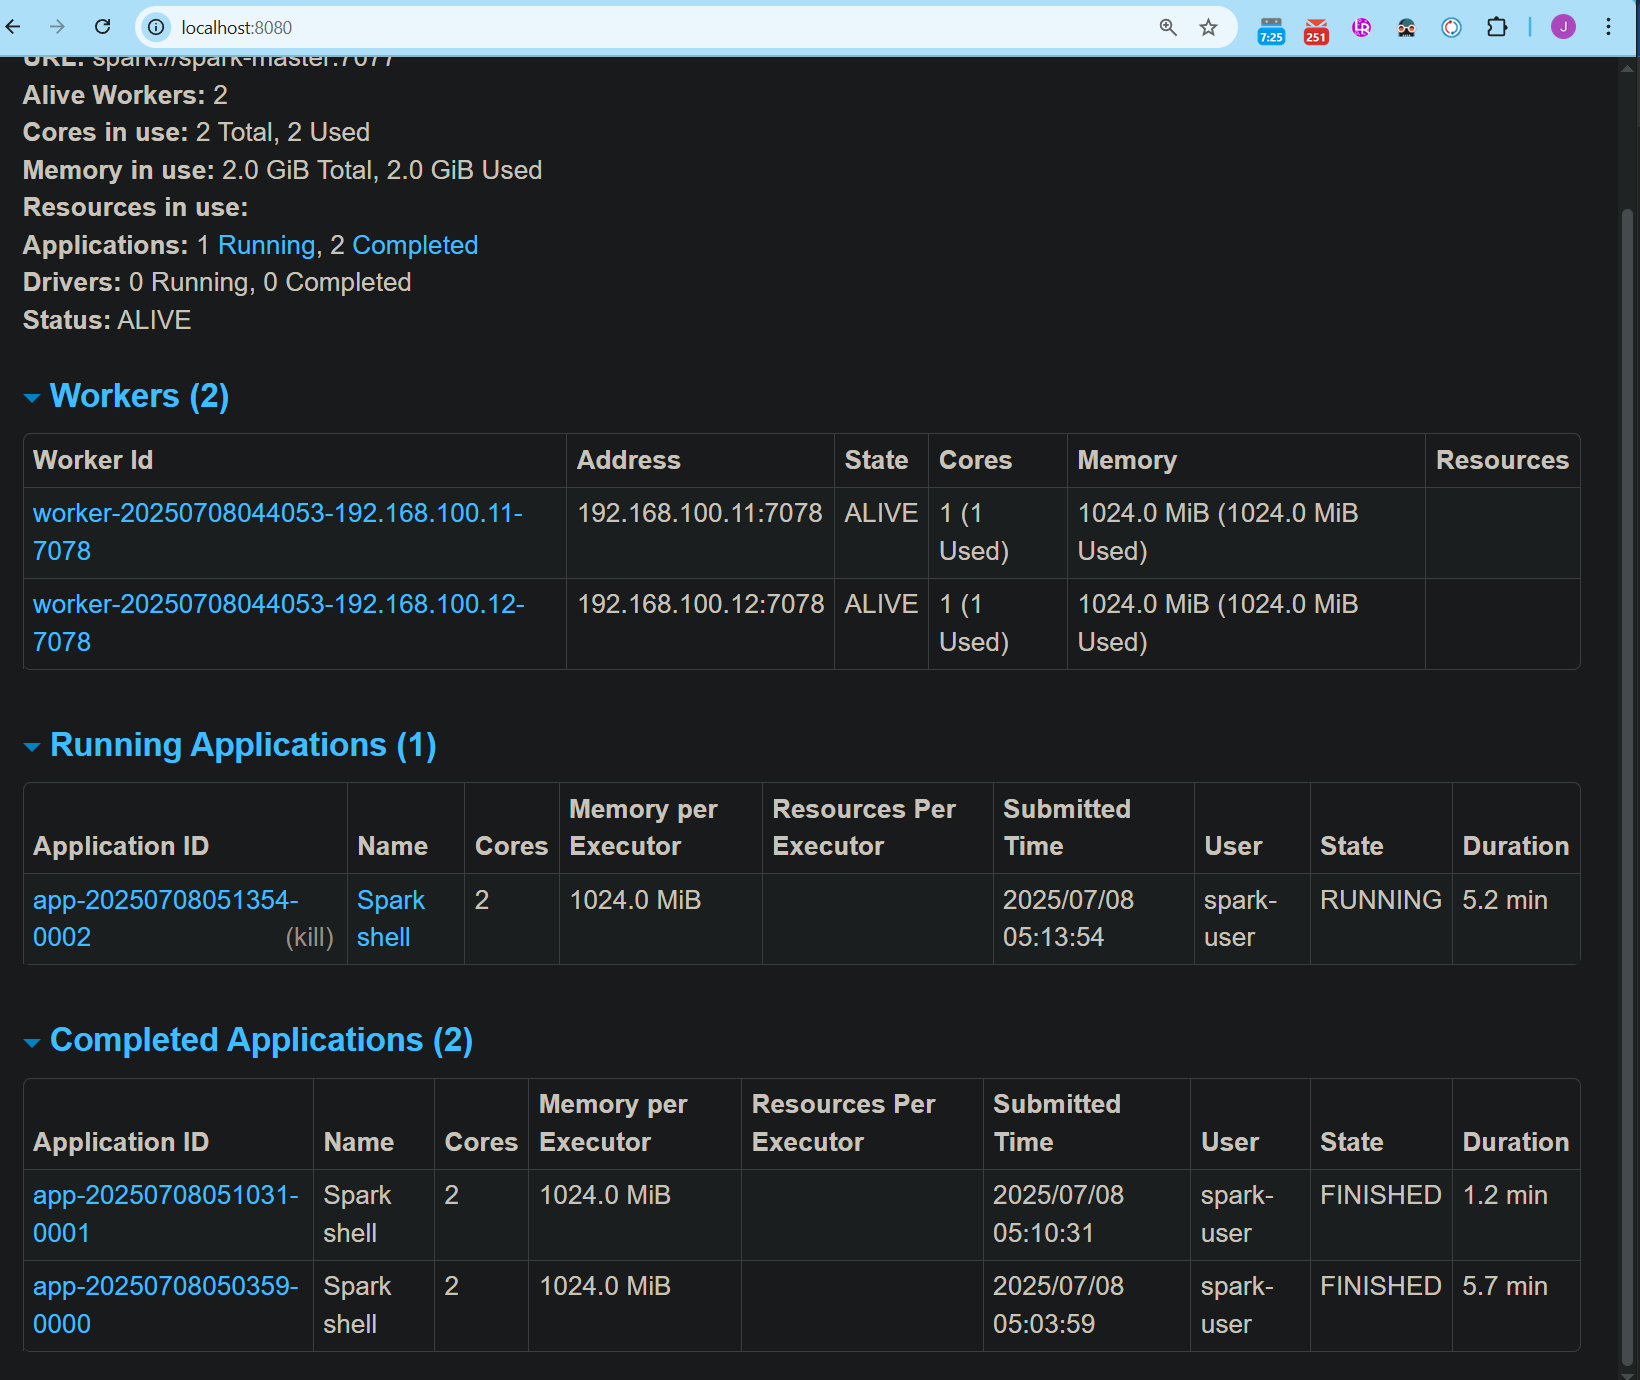 localhost:8080
7:25
251
LR
J
URL: spark://spark-master:7077
Alive Workers: 2
Cores in use: 2 Total, 2 Used
Memory in use: 2.0 GiB Total, 2.0 GiB Used
Resources in use:
Applications: 1 Running, 2 Completed
Drivers: 0 Running, 0 Completed
Status: ALIVE
Workers (2)
Worker Id Address State Cores Memory Resources
worker-20250708044053-192.168.100.11- 192.168.100.11:7078 ALIVE 1 (1 1024.0 MiB (1024.0 MiB
7078 Used) Used)
worker-20250708044053-192.168.100.12- 192.168.100.12:7078 ALIVE 1 (1 1024.0 MiB (1024.0 MiB
7078 Used) Used)
Running Applications (1)
Memory per Resources Per Submitted
Application ID Name Cores Executor Executor Time User State Duration
app-20250708051354- Spark 2 1024.0 MiB 2025/07/08 spark- RUNNING 5.2 min
0002 (kill) shell 05:13:54 user
Completed Applications (2)
Memory per Resources Per Submitted
Application ID Name Cores Executor Executor Time User State Duration
app-20250708051031- Spark 2 1024.0 MiB 2025/07/08 spark- FINISHED 1.2 min
0001 shell 05:10:31 user
app-20250708050359- Spark 2 1024.0 MiB 2025/07/08 spark- FINISHED 5.7 min
0000 shell 05:03:59 user